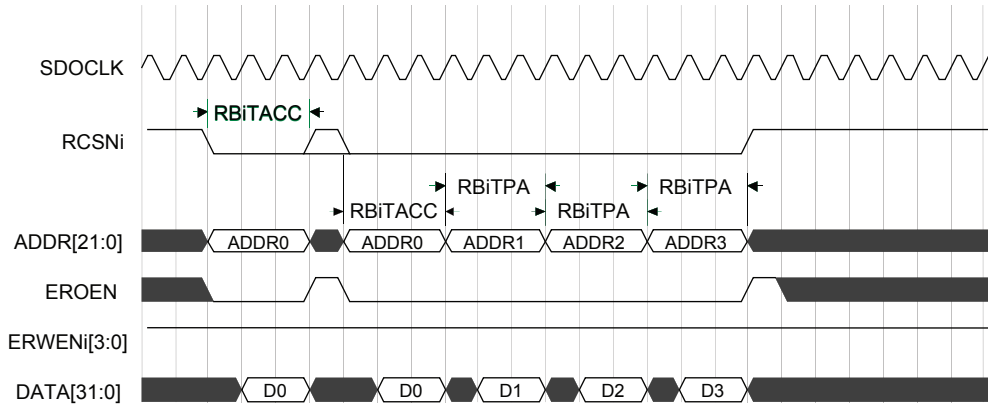 SDOCLK
RBiTACC
RCSNi
RBiTPA RBiTPA
RBiTACC RBiTPA
ADDR[21:0] ADDR0 ADDR0 ADDR1 ADDR2 ADDR3
EROEN
ERWENi[3:0]
DATA[31:0] D0 D0 D1 D2 D3